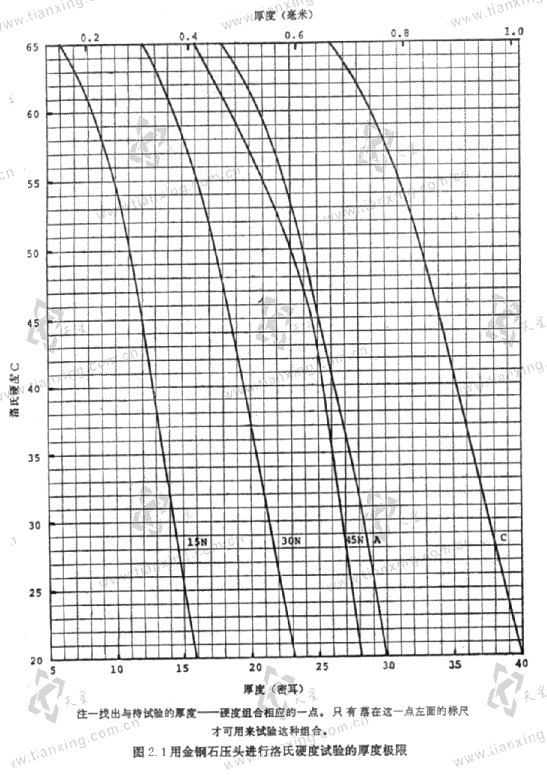 厚度（毫米）
0.2 0.4 0.6 0.8 1.0
65
60
55
50
45
40
35
30
25
20
洛氏硬度C
15N 30N 45N A C
5 10 15 20 25 30 35 40
厚度（密耳）
注一找出与待试验的厚度——硬度组合相应的一点。只有落在这一点左面的标尺
才可用来试验这种组合。
图2.1用金钢石压头进行洛氏硬度试验的厚度极限
www.tianxing.com.cn
天星